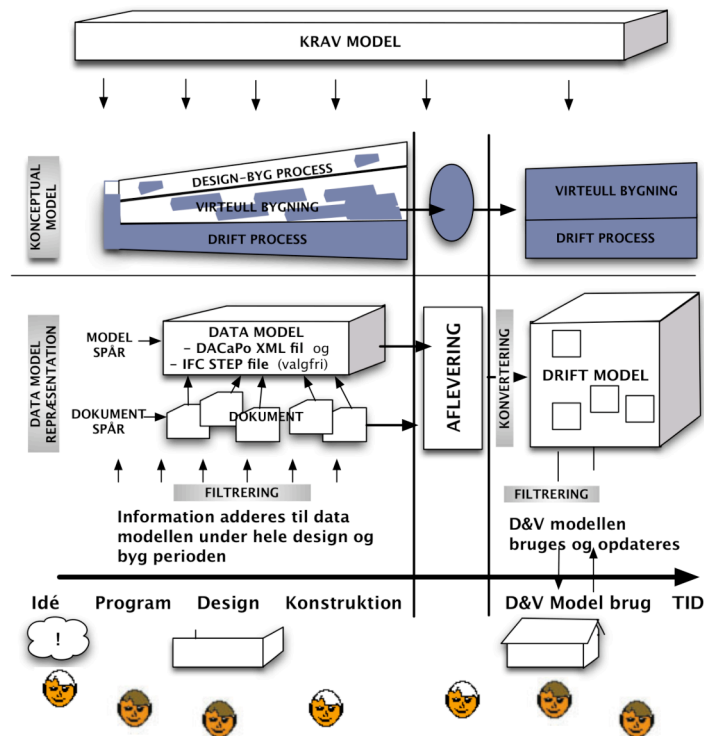 KRAV MODEL
KONCEPTUAL
MODEL
DESIGN-BYG PROCESS
VIRTEULL BYGNING
DRIFT PROCESS
VIRTEULL BYGNING
DRIFT PROCESS
DATA MODEL
REPRÆSENTATION
MODEL
SPÅR
DATA MODEL
- DACaPo XML fil og
- IFC STEP file (valgfri)
DOKUMENT
SPÅR
DOKUMENT
AFLEVERING
KONVERTERING
DRIFT MODEL
FILTRERING
FILTRERING
Information adderes til data
modellen under hele design og
byg perioden
D&V modellen
bruges og opdateres
Idé Program Design Konstruktion D&V Model brug TID
!